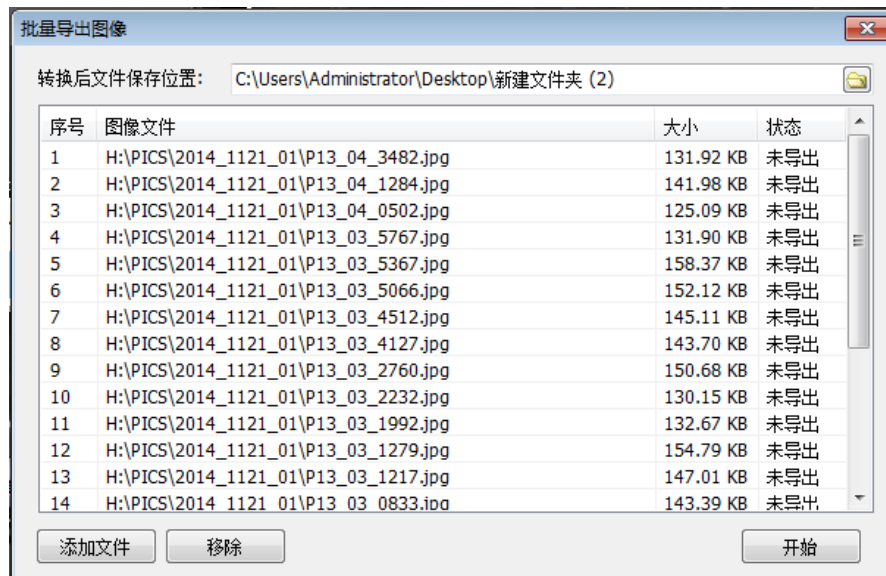 批量导出图像
转换后文件保存位置： C:\Users\Administrator\Desktop\新建文件夹 (2)
序号 图像文件 大小 状态
1 H:\PICS\2014_1121_01\P13_04_3482.jpg 131.92 KB 未导出
2 H:\PICS\2014_1121_01\P13_04_1284.jpg 141.98 KB 未导出
3 H:\PICS\2014_1121_01\P13_04_0502.jpg 125.09 KB 未导出
4 H:\PICS\2014_1121_01\P13_03_5767.jpg 131.90 KB 未导出
5 H:\PICS\2014_1121_01\P13_03_5367.jpg 158.37 KB 未导出
6 H:\PICS\2014_1121_01\P13_03_5066.jpg 152.12 KB 未导出
7 H:\PICS\2014_1121_01\P13_03_4512.jpg 145.11 KB 未导出
8 H:\PICS\2014_1121_01\P13_03_4127.jpg 143.70 KB 未导出
9 H:\PICS\2014_1121_01\P13_03_2760.jpg 150.68 KB 未导出
10 H:\PICS\2014_1121_01\P13_03_2232.jpg 130.15 KB 未导出
11 H:\PICS\2014_1121_01\P13_03_1992.jpg 132.67 KB 未导出
12 H:\PICS\2014_1121_01\P13_03_1279.jpg 154.79 KB 未导出
13 H:\PICS\2014_1121_01\P13_03_1217.jpg 147.01 KB 未导出
14 H:\PICS\2014_1121_01\P13_03_0833.jpg 143.39 KB 未导出
添加文件 移除 开始